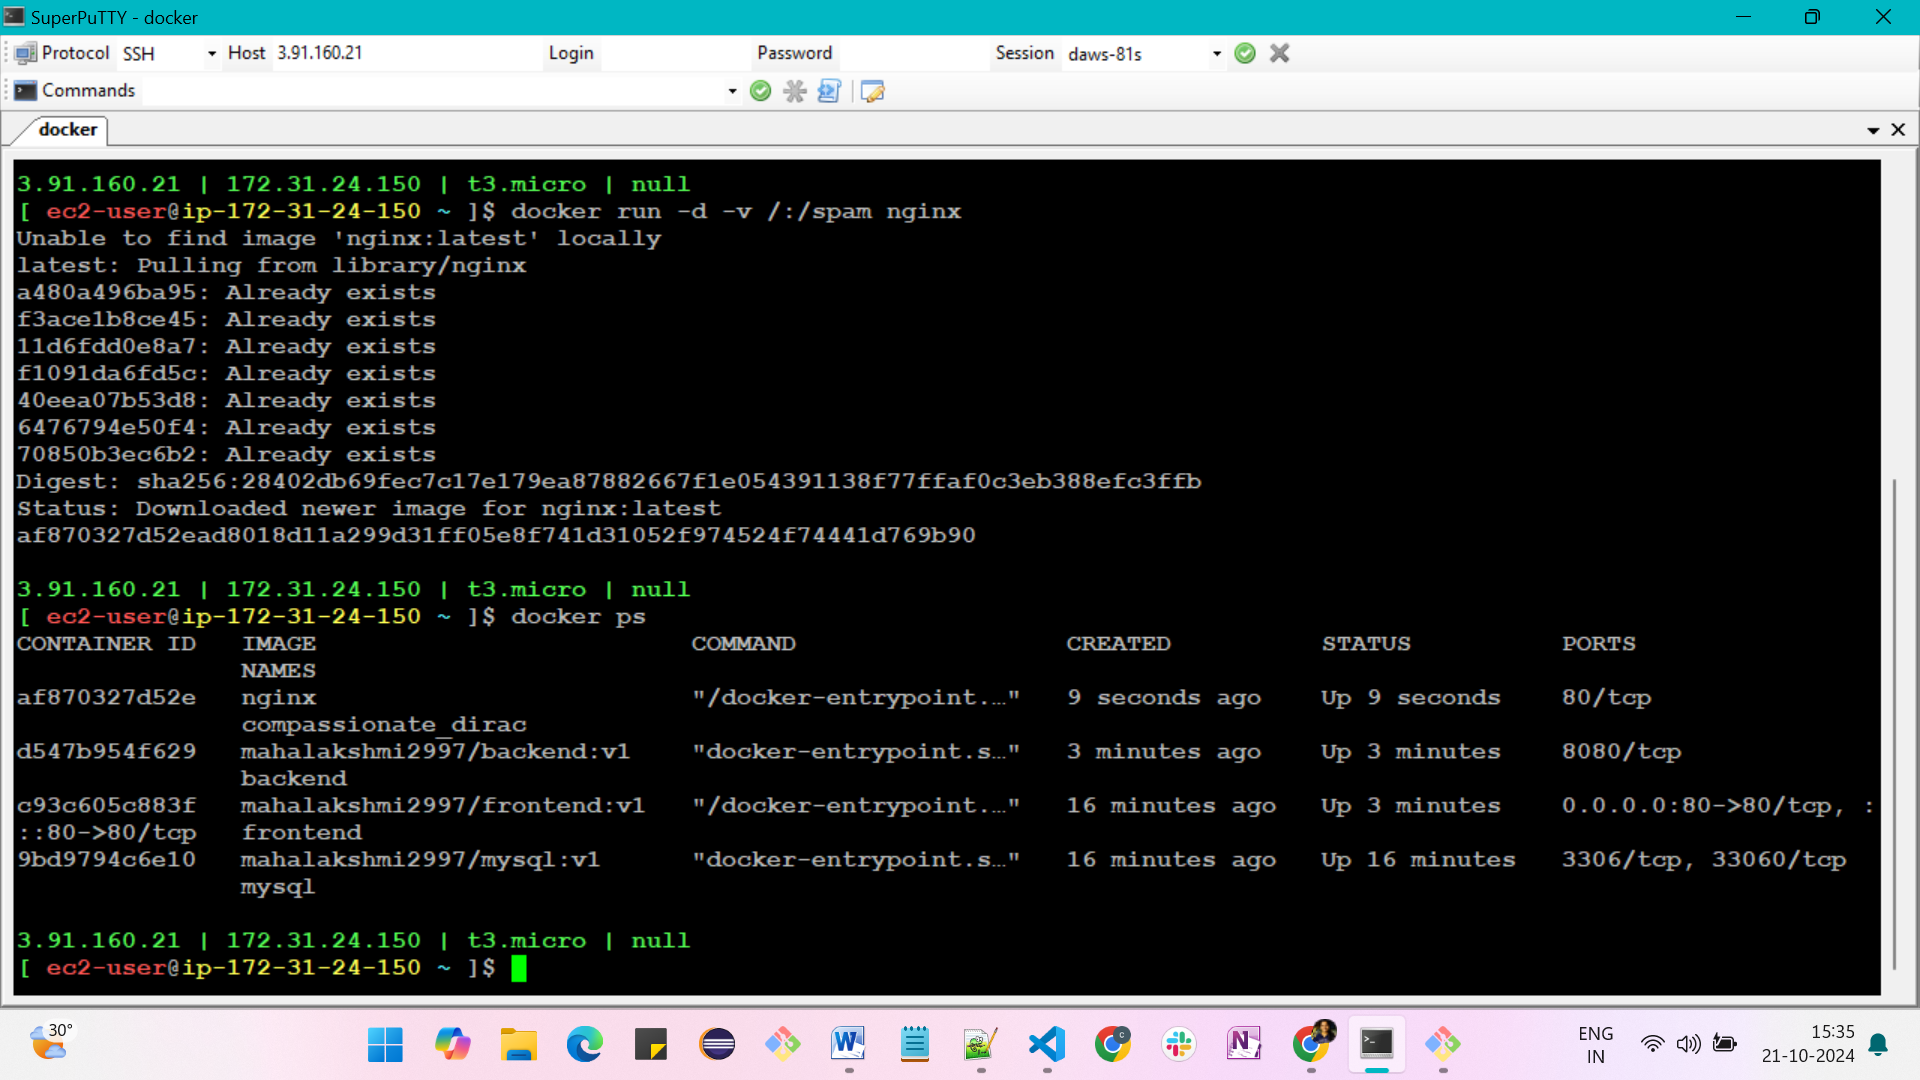 SuperPuTTY - docker
Protocol SSH Host 3.91.160.21 Login Password Session daws-81s
Commands
docker
3.91.160.21 | 172.31.24.150 | t3.micro | null
[ ec2-user@ip-172-31-24-150 ~ ]$ docker run -d -v /:/spam nginx
Unable to find image 'nginx:latest' locally
latest: Pulling from library/nginx
a480a496ba95: Already exists
f3ace1b8ce45: Already exists
11d6fdd0e8a7: Already exists
f1091da6fd5c: Already exists
40eea07b53d8: Already exists
6476794e50f4: Already exists
70850b3ec6b2: Already exists
Digest: sha256:28402db69fec7c17e179ea87882667f1e054391138f77ffaf0c3eb388efc3ffb
Status: Downloaded newer image for nginx:latest
af870327d52ead8018d11a299d31ff05e8f741d31052f974524f74441d769b90
3.91.160.21 | 172.31.24.150 | t3.micro | null
[ ec2-user@ip-172-31-24-150 ~ ]$ docker ps
CONTAINER ID IMAGE COMMAND CREATED STATUS PORTS
NAMES
af870327d52e nginx "/docker-entrypoint.…" 9 seconds ago Up 9 seconds 80/tcp
compassionate_dirac
d547b954f629 mahalakshmi2997/backend:v1 "docker-entrypoint.s…" 3 minutes ago Up 3 minutes 8080/tcp
backend
c93c605c883f mahalakshmi2997/frontend:v1 "/docker-entrypoint.…" 16 minutes ago Up 3 minutes 0.0.0.0:80->80/tcp, :
::80->80/tcp frontend
9bd9794c6e10 mahalakshmi2997/mysql:v1 "docker-entrypoint.s…" 16 minutes ago Up 16 minutes 3306/tcp, 33060/tcp
mysql
3.91.160.21 | 172.31.24.150 | t3.micro | null
[ ec2-user@ip-172-31-24-150 ~ ]$
30°
ENG
IN
15:35
21-10-2024